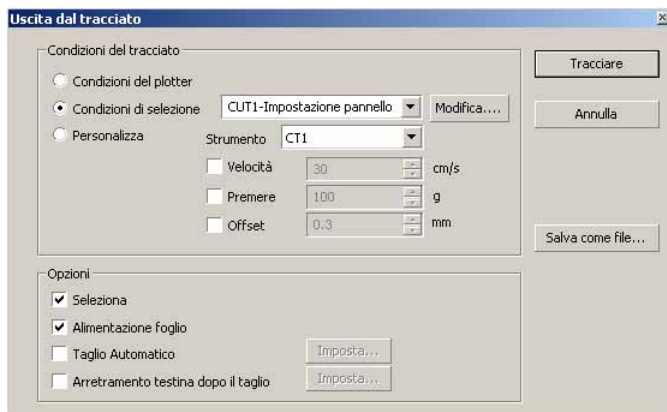 Uscita dal tracciato
Condizioni del tracciato
Condizioni del plotter
Condizioni di selezione CUT1-Impostazione pannello Modifica....
Personalizza Strumento CT1
Velocità 30 cm/s
Premere 100 g
Offset 0.3 mm
Tracciare
Annulla
Salva come file...
Opzioni
Seleziona
Alimentazione foglio
Taglio Automatico Imposta...
Arretramento testina dopo il taglio Imposta...